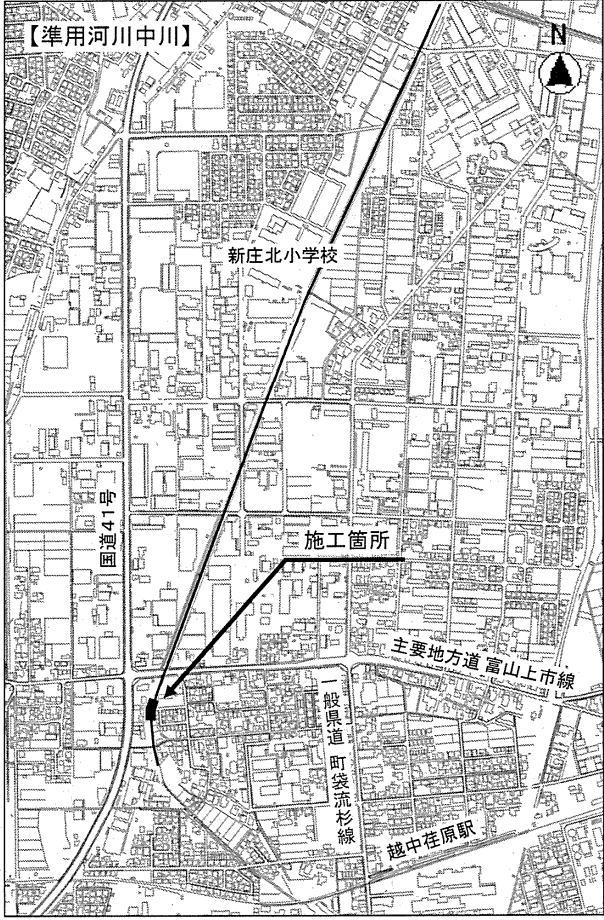 【準用河川中川】
N
新庄北小学校
国道41号
施工箇所
主要地方道 富山上市線
一般県道 町袋流杉線
越中荏原駅